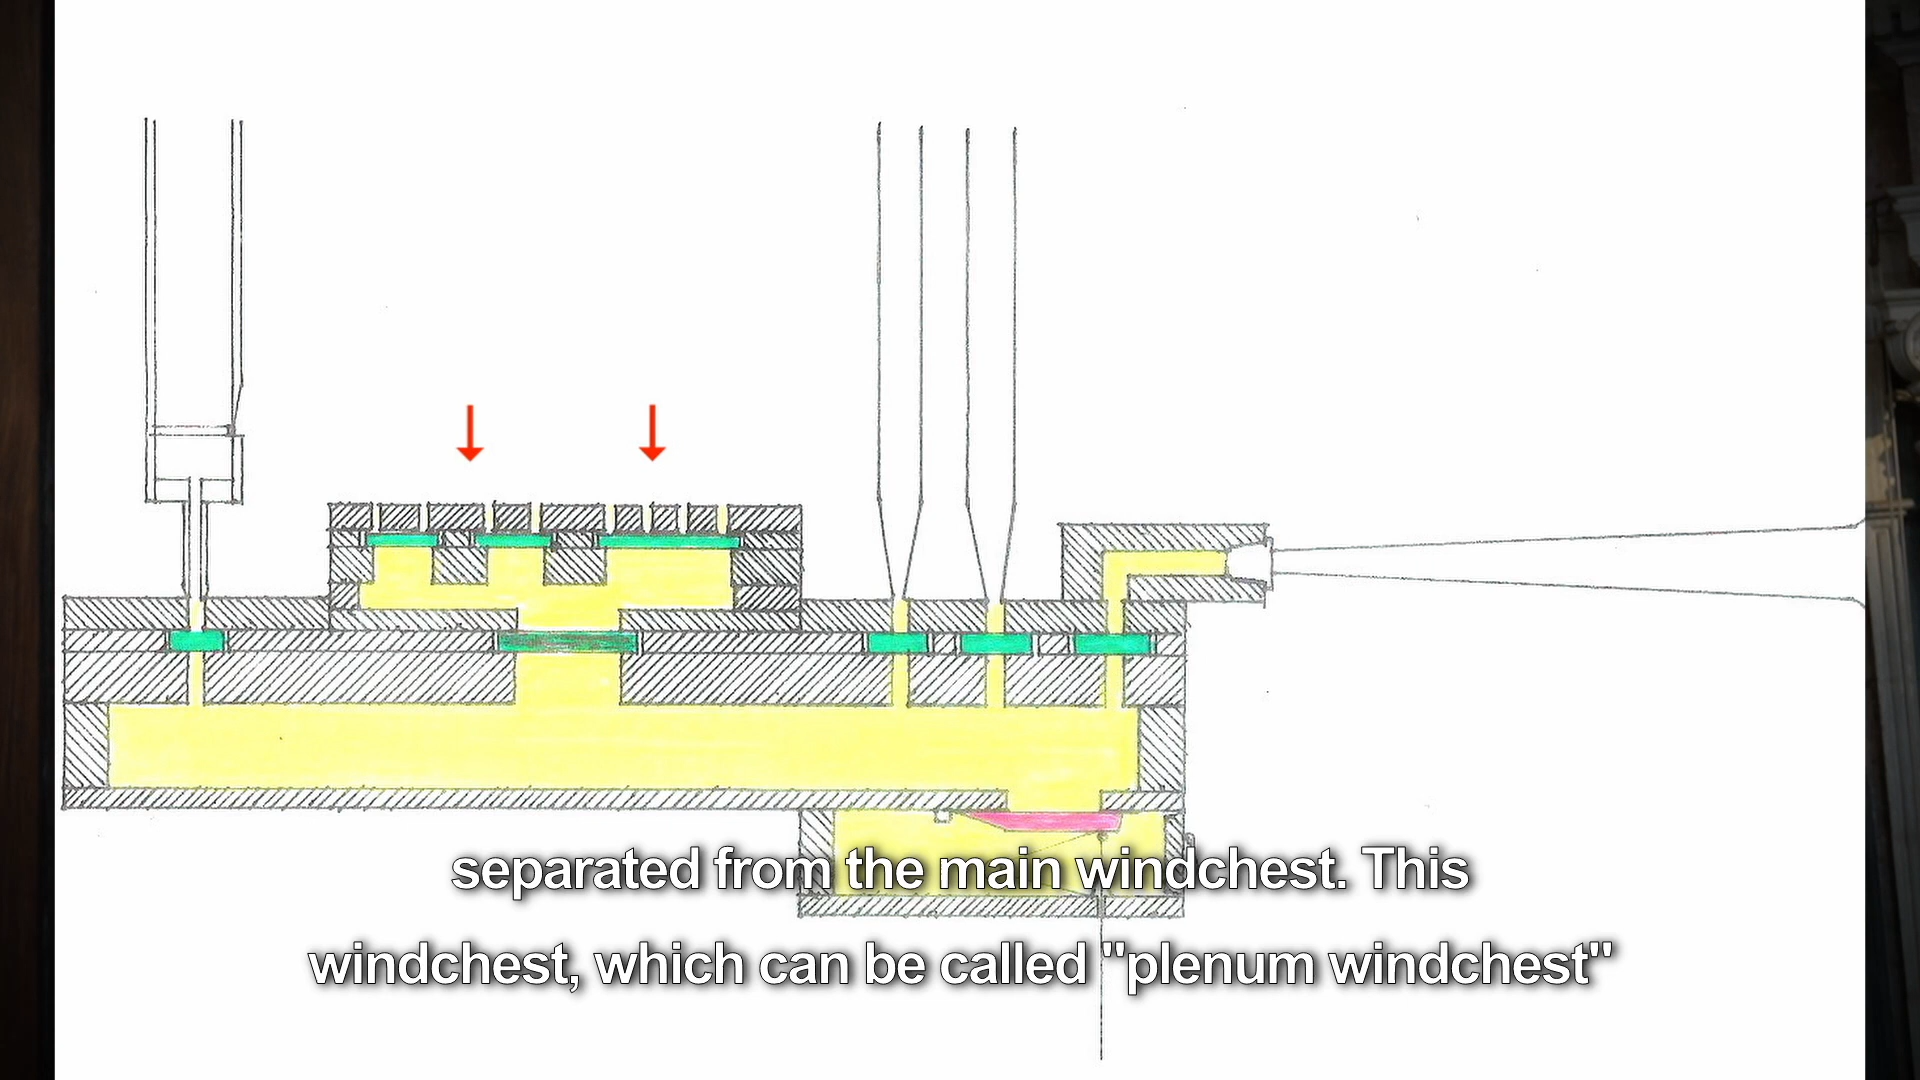 separated from the main windchest. This
windchest, which can be called "plenum windchest"